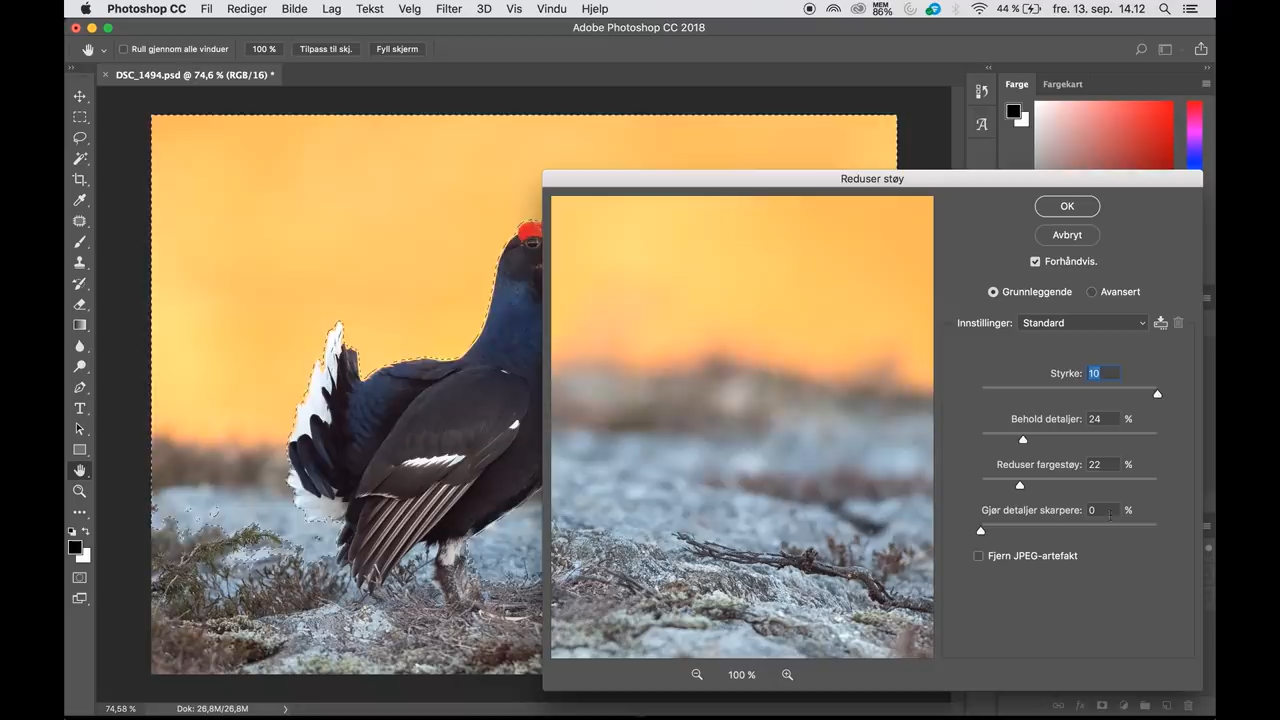 Photoshop CC Fil Rediger Bilde Lag Tekst Velg Filter 3D Vis Vindu Hjelp MEM 86% 44 % fre. 13. sep. 14.12
Adobe Photoshop CC 2018
Rull gjennom alle vinduer 100 % Tilpass til skj. Fyll skjerm
× DSC_1494.psd @ 74,6 % (RGB/16) *
Farge Fargekart
A
T
Reduser støy
OK
Avbryt
Forhåndvis.
Grunnleggende Avansert
Innstillinger: Standard
Styrke: 10
Behold detaljer: 24 %
Reduser fargestøy: 22 %
Gjør detaljer skarpere: 0 %
Fjern JPEG-artefakt
100 %
74,58 % Dok: 26,8M/26,8M
fx